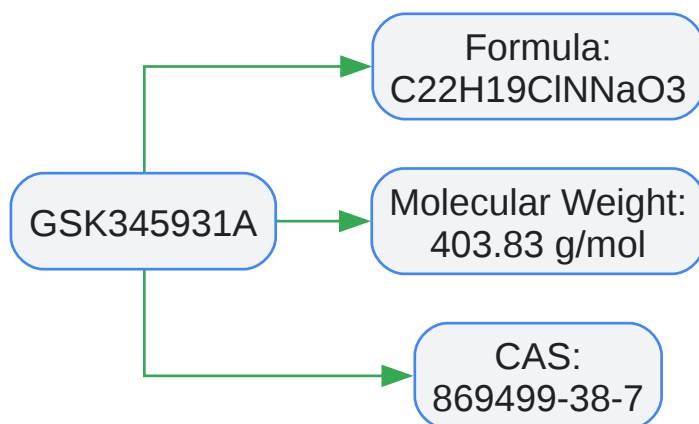 Formula:
C22H19ClNNaO3
GSK345931A
Molecular Weight:
403.83 g/mol
CAS:
869499-38-7